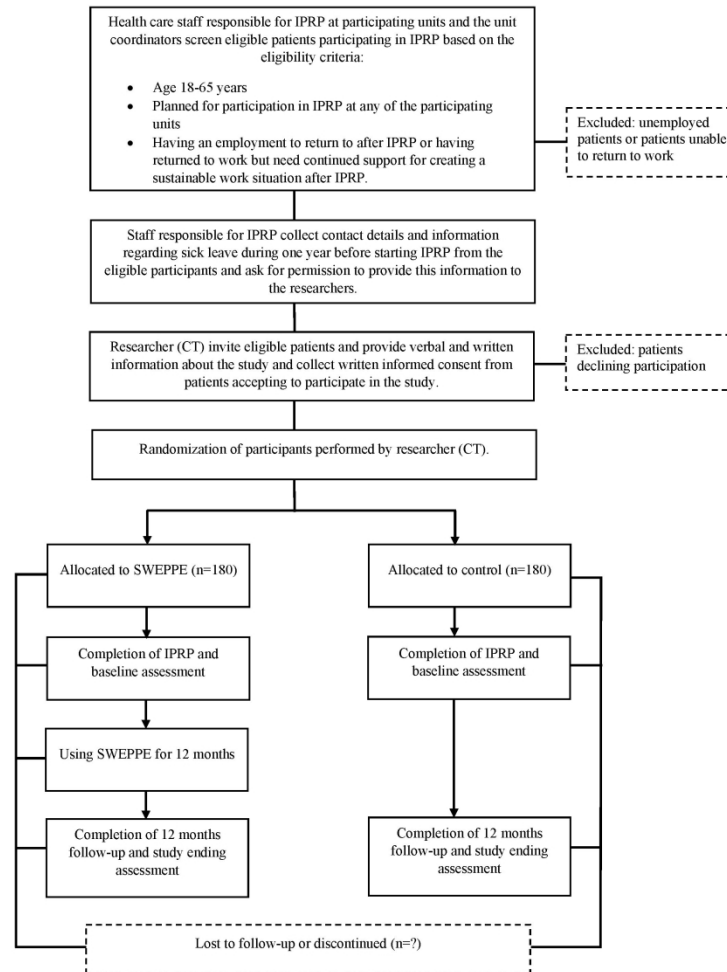 Health care staff responsible for IPRP at participating units and the unit
coordinators screen eligible patients participating in IPRP based on the
eligibility criteria:
• Age 18-65 years
• Planned for participation in IPRP at any of the participating
units
• Having an employment to return to after IPRP or having
returned to work but need continued support for creating a
sustainable work situation after IPRP.
Excluded: unemployed
patients or patients unable
to return to work
Staff responsible for IPRP collect contact details and information
regarding sick leave during one year before starting IPRP from the
eligible participants and ask for permission to provide this information to
the researchers.
Researcher (CT) invite eligible patients and provide verbal and written
information about the study and collect written informed consent from
patients accepting to participate in the study.
Excluded: patients
declining participation
Randomization of participants performed by researcher (CT).
Allocated to SWEPPE (n=180)
Allocated to control (n=180)
Completion of IPRP and
baseline assessment
Completion of IPRP and
baseline assessment
Using SWEPPE for 12 months
Completion of 12 months
follow-up and study ending
assessment
Completion of 12 months
follow-up and study ending
assessment
Lost to follow-up or discontinued (n=?)